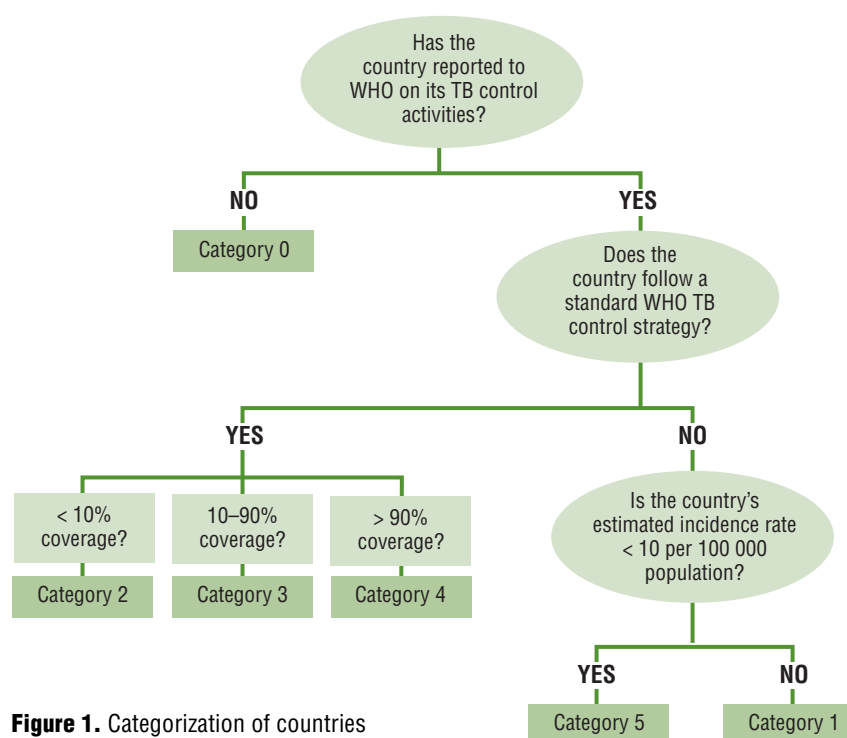 Has the
country reported to
WHO on its TB control
activities?
NO
YES
Category 0
Does the
country follow a
standard WHO TB
control strategy?
YES
NO
< 10%
coverage?
10–90%
coverage?
> 90%
coverage?
Is the country's
estimated incidence rate
< 10 per 100 000
population?
Category 2
Category 3
Category 4
YES
NO
Category 5
Category 1
Figure 1. Categorization of countries